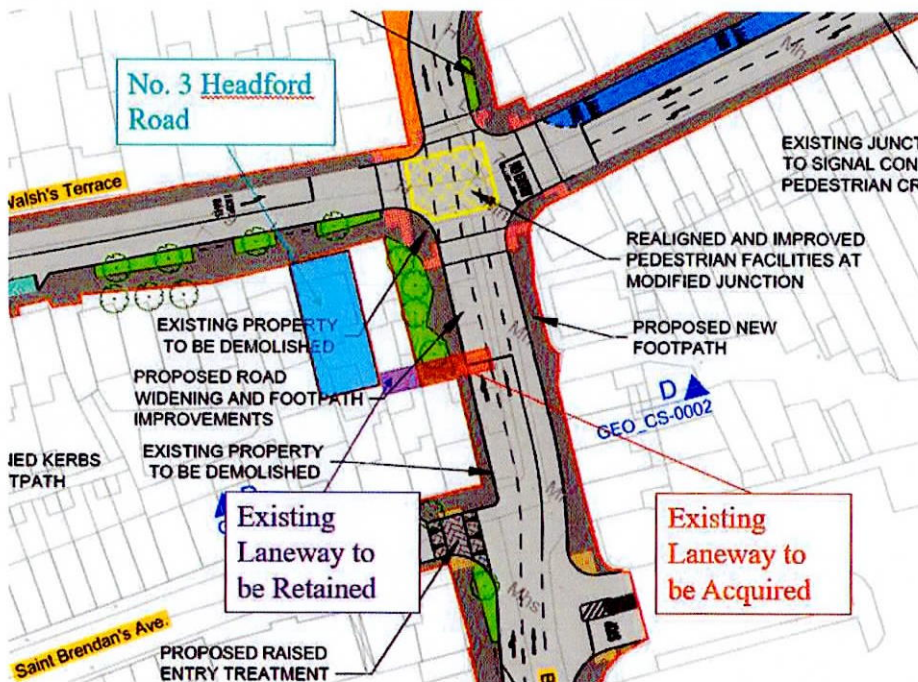 No. 3 Headford
Road
Walsh's Terrace
EXISTING JUNCT
TO SIGNAL CON
PEDESTRIAN CR
REALIGNED AND IMPROVED
PEDESTRIAN FACILITIES AT
MODIFIED JUNCTION
EXISTING PROPERTY
TO BE DEMOLISHED
PROPOSED NEW
FOOTPATH
PROPOSED ROAD
WIDENING AND FOOTPATH
IMPROVEMENTS
D
GEO_CS-0002
EXISTING PROPERTY
TO BE DEMOLISHED
NED KERBS
TPATH
Existing
Laneway to
be Retained
Existing
Laneway to
be Acquired
Saint Brendan's Ave.
PROPOSED RAISED
ENTRY TREATMENT